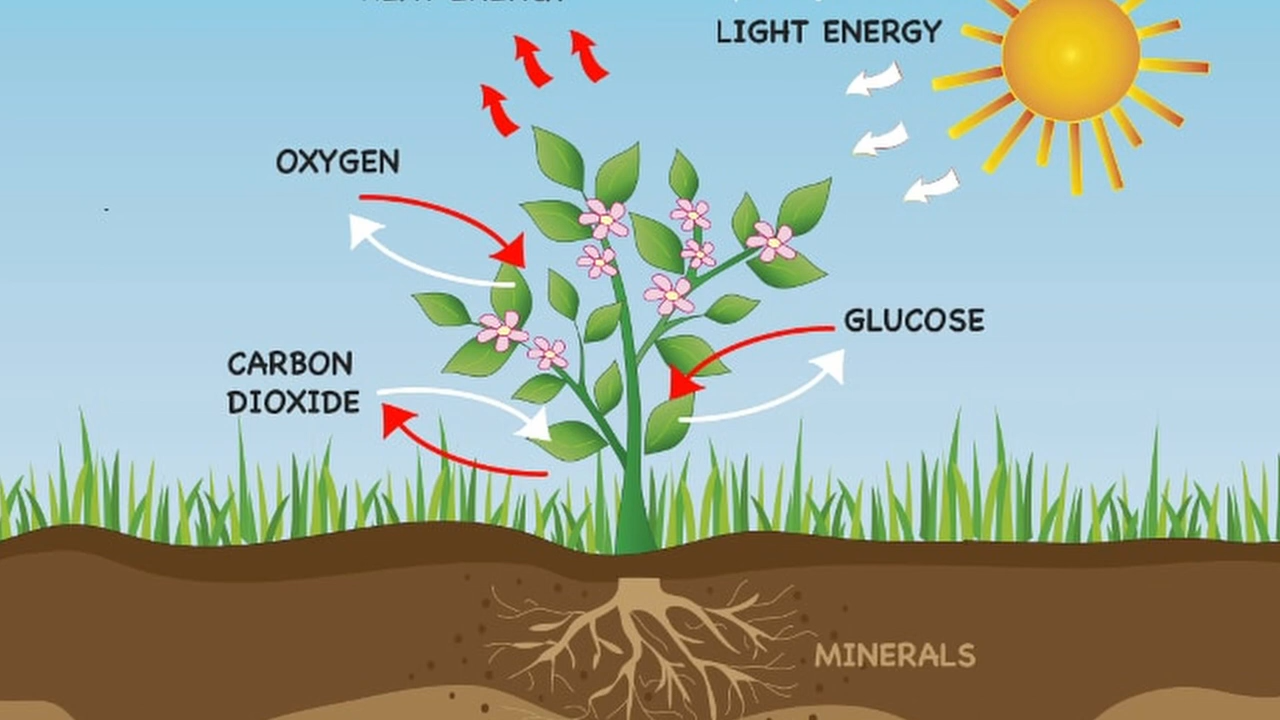 LIGHT ENERGY
OXYGEN
GLUCOSE
CARBON
DIOXIDE
MINERALS